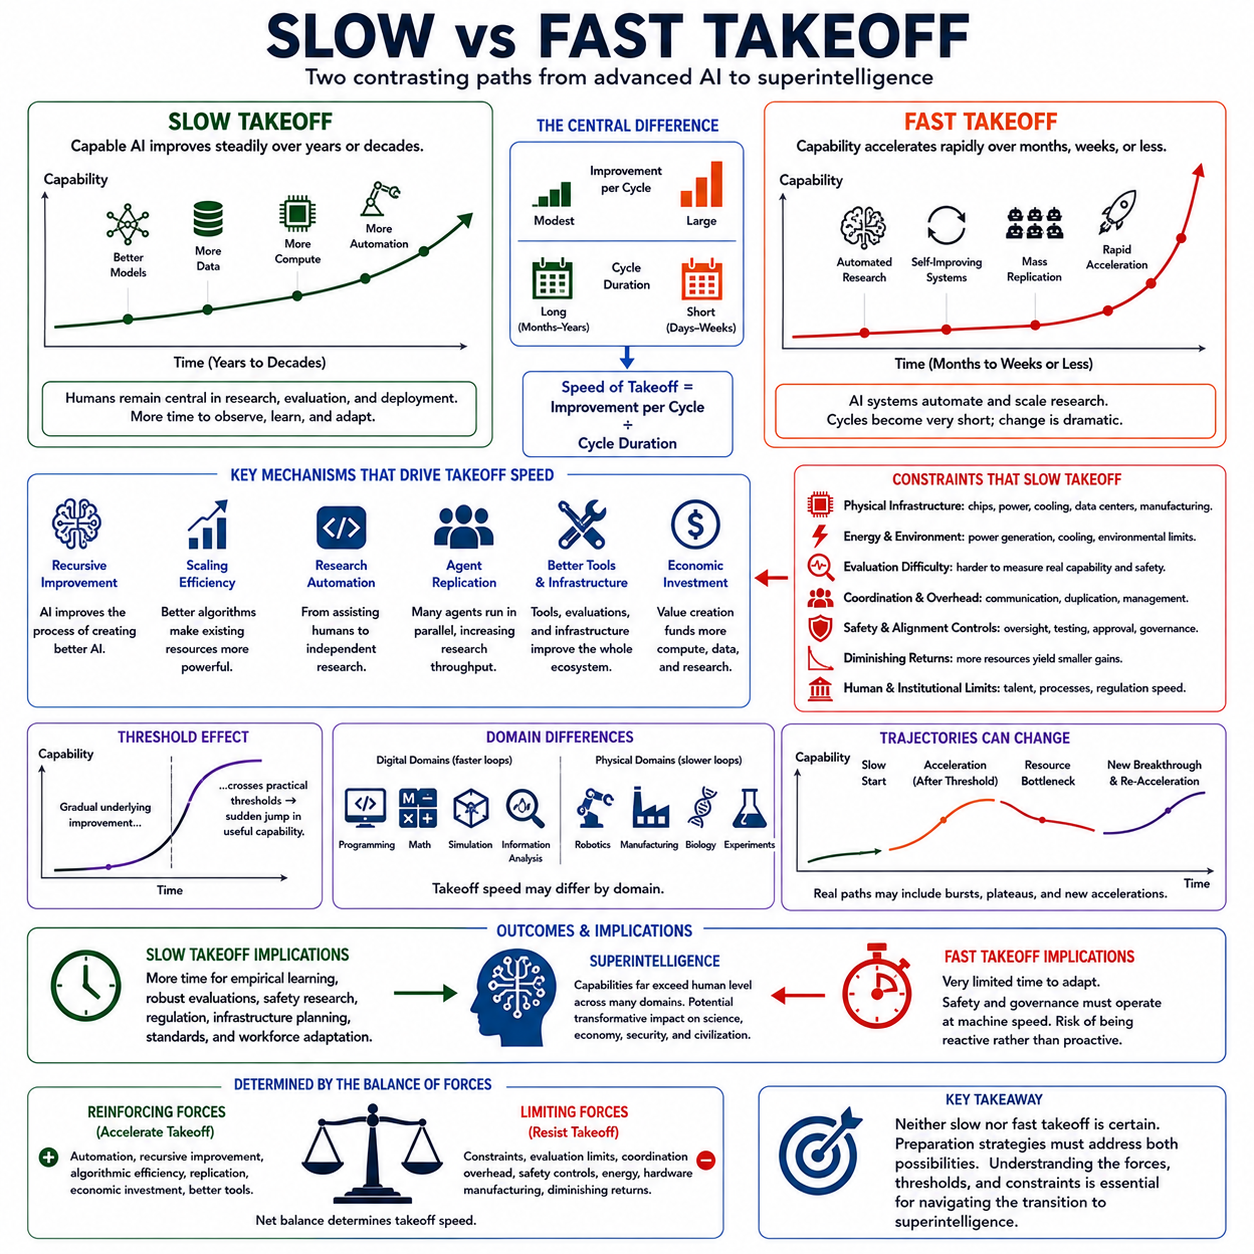 SLOW vs FAST TAKEOFF
Two contrasting paths from advanced AI to superintelligence
SLOW TAKEOFF
Capable AI improves steadily over years or decades.
Capability
Better
Models
More
Data
More
Compute
More
Automation
Time (Years to Decades)
Humans remain central in research, evaluation, and deployment.
More time to observe, learn, and adapt.
THE CENTRAL DIFFERENCE
Improvement
per Cycle
Modest
Large
Cycle
Duration
Long
(Months–Years)
Short
(Days–Weeks)
Speed of Takeoff =
Improvement per Cycle
÷
Cycle Duration
FAST TAKEOFF
Capability accelerates rapidly over months, weeks, or less.
Capability
Automated
Research
Self-Improving
Systems
Mass
Replication
Rapid
Acceleration
Time (Months to Weeks or Less)
AI systems automate and scale research.
Cycles become very short; change is dramatic.
KEY MECHANISMS THAT DRIVE TAKEOFF SPEED
Recursive
Improvement
AI improves the
process of creating
better AI.
Scaling
Efficiency
Better algorithms
make existing
resources more
powerful.
Research
Automation
From assisting
humans to
independent
research.
Agent
Replication
Many agents run in
parallel, increasing
research
throughput.
Better Tools
& Infrastructure
Tools, evaluations,
and infrastructure
improve the whole
ecosystem.
Economic
Investment
Value creation
funds more
compute, data,
and research.
CONSTRAINTS THAT SLOW TAKEOFF
Physical Infrastructure: chips, power, cooling, data centers, manufacturing.
Energy & Environment: power generation, cooling, environmental limits.
Evaluation Difficulty: harder to measure real capability and safety.
Coordination & Overhead: communication, duplication, management.
Safety & Alignment Controls: oversight, testing, approval, governance.
Diminishing Returns: more resources yield smaller gains.
Human & Institutional Limits: talent, processes, regulation speed.
THRESHOLD EFFECT
Capability
Gradual underlying
improvement...
...crosses practical
thresholds →
sudden jump in
useful capability.
Time
DOMAIN DIFFERENCES
Digital Domains (faster loops)
Programming
Math
Simulation
Information
Analysis
Physical Domains (slower loops)
Robotics
Manufacturing
Biology
Experiments
Takeoff speed may differ by domain.
TRAJECTORIES CAN CHANGE
Capability
Slow
Start
Acceleration
(After Threshold)
Resource
Bottleneck
New Breakthrough
& Re-Acceleration
Time
Real paths may include bursts, plateaus, and new accelerations.
OUTCOMES & IMPLICATIONS
SLOW TAKEOFF IMPLICATIONS
More time for empirical learning,
robust evaluations, safety research,
regulation, infrastructure planning,
standards, and workforce adaptation.
SUPERINTELLIGENCE
Capabilities far exceed human level
across many domains. Potential
transformative impact on science,
economy, security, and civilization.
FAST TAKEOFF IMPLICATIONS
Very limited time to adapt.
Safety and governance must operate
at machine speed. Risk of being
reactive rather than proactive.
DETERMINED BY THE BALANCE OF FORCES
REINFORCING FORCES
(Accelerate Takeoff)
Automation, recursive improvement,
algorithmic efficiency, replication,
economic investment, better tools.
LIMITING FORCES
(Resist Takeoff)
Constraints, evaluation limits, coordination
overhead, safety controls, energy, hardware
manufacturing, diminishing returns.
Net balance determines takeoff speed.
KEY TAKEAWAY
Neither slow nor fast takeoff is certain.
Preparation strategies must address both
possibilities. Understranding the forces,
thresholds, and constraints is essential
for navigating the transition to
superintelligence.